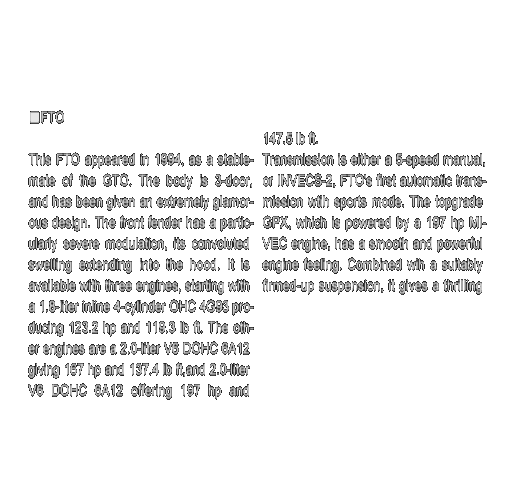 ■FTO
This FTO appeared in 1994, as a stable-
mate of the GTO. The body is 3-door,
and has been given an extremely glamor-
ous design. The front fender has a partic-
ularly severe modulation, its convoluted
swelling extending into the hood. It is
available with three engines, starting with
a 1.8-liter inline 4-cylinder OHC 4G93 pro-
ducing 123.2 hp and 119.3 lb ft. The oth-
er engines are a 2.0-liter V6 DOHC 6A12
giving 167 hp and 137.4 lb ft,and 2.0-liter
V6 DOHC 6A12 offering 197 hp and
147.5 lb ft.
Transmission is either a 5-speed manual,
or INVECS-2, FTO's first automatic trans-
mission with sports mode. The topgrade
GPX, which is powered by a 197 hp MI-
VEC engine, has a smooth and powerful
engine feeling. Combined with a suitably
firmed-up suspension, it gives a thrilling